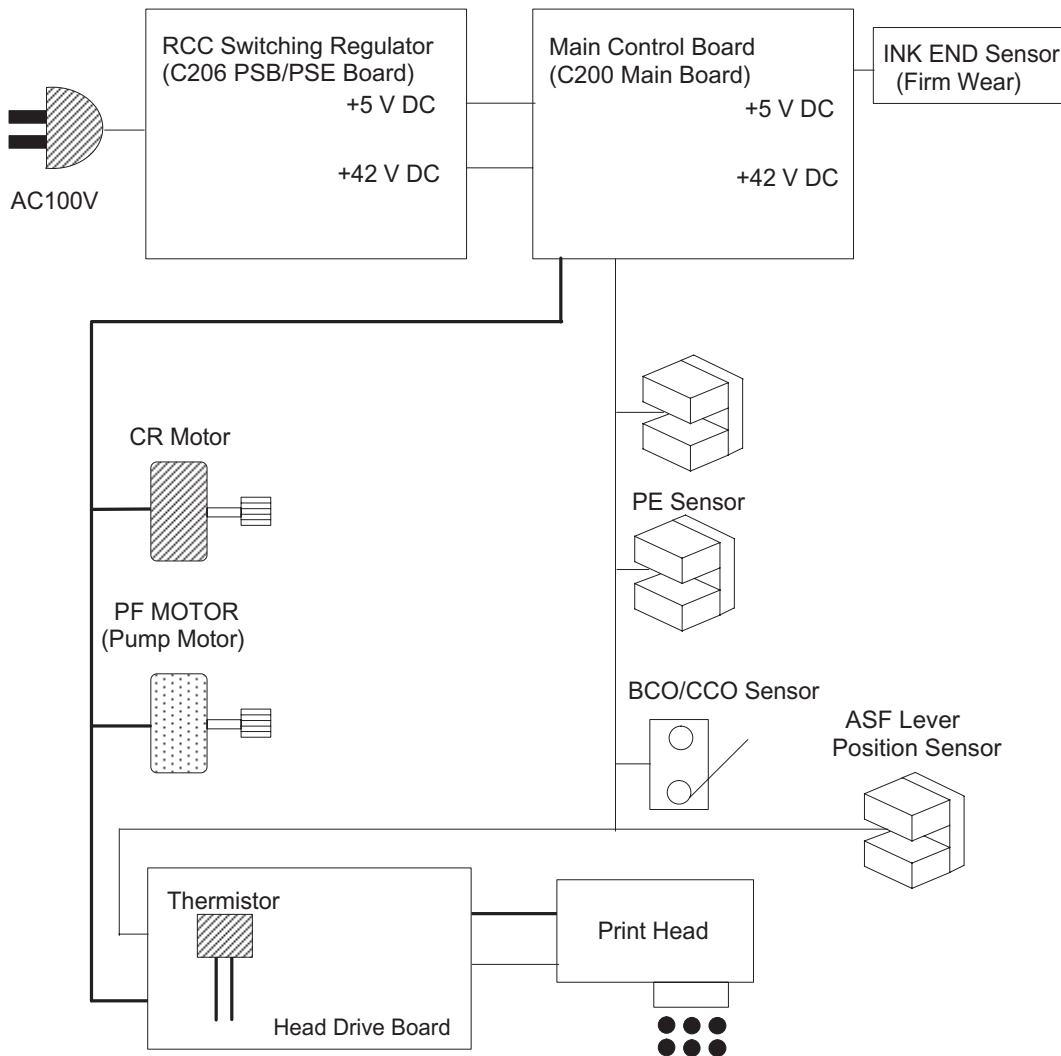 RCC Switching Regulator
(C206 PSB/PSE Board)
+5 V DC
+42 V DC
Main Control Board
(C200 Main Board)
+5 V DC
+42 V DC
INK END Sensor
(Firm Wear)
AC100V
CR Motor
PE Sensor
PF MOTOR
(Pump Motor)
BCO/CCO Sensor
ASF Lever
Position Sensor
Thermistor
Head Drive Board
Print Head